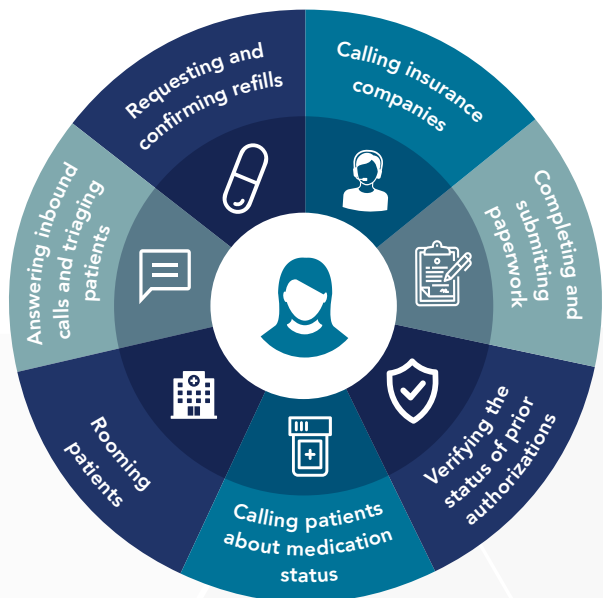 Calling insurance
companies
Completing and
submitting
paperwork
Verifying the
status of prior
authorizations
Calling patients
about medication
status
Rooming
patients
Answering inbound
calls and triaging
patients
Requesting and
confirming refills